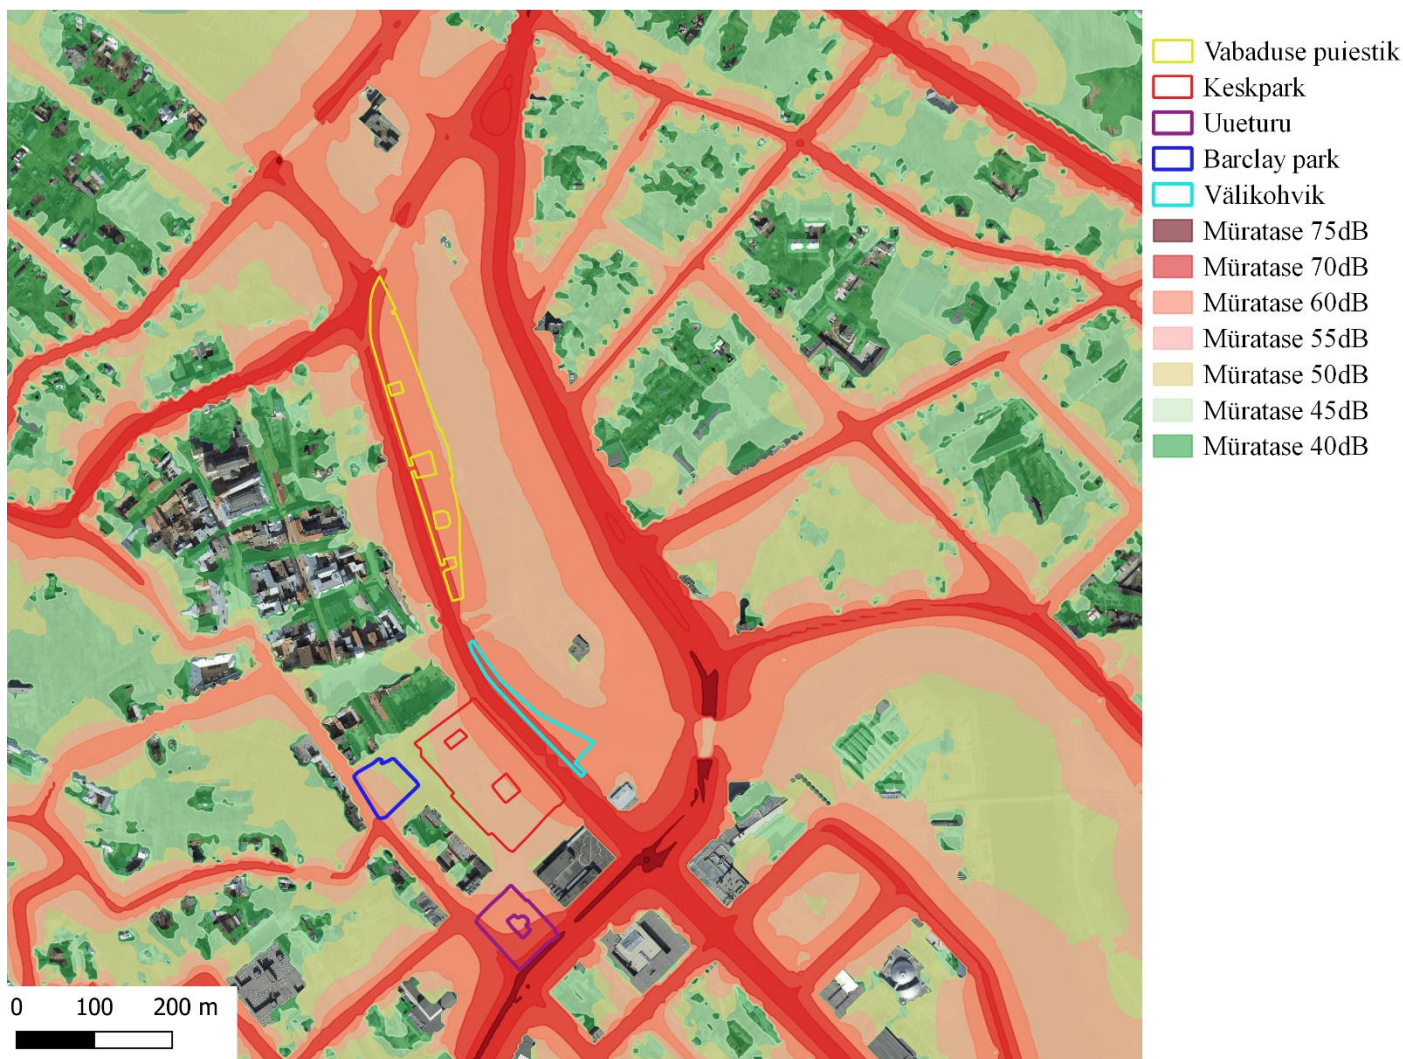 Vabaduse puiestik
Keskpark
Uueturu
Barclay park
Välikohvik
Müratase 75dB
Müratase 70dB
Müratase 60dB
Müratase 55dB
Müratase 50dB
Müratase 45dB
Müratase 40dB
0 100 200 m